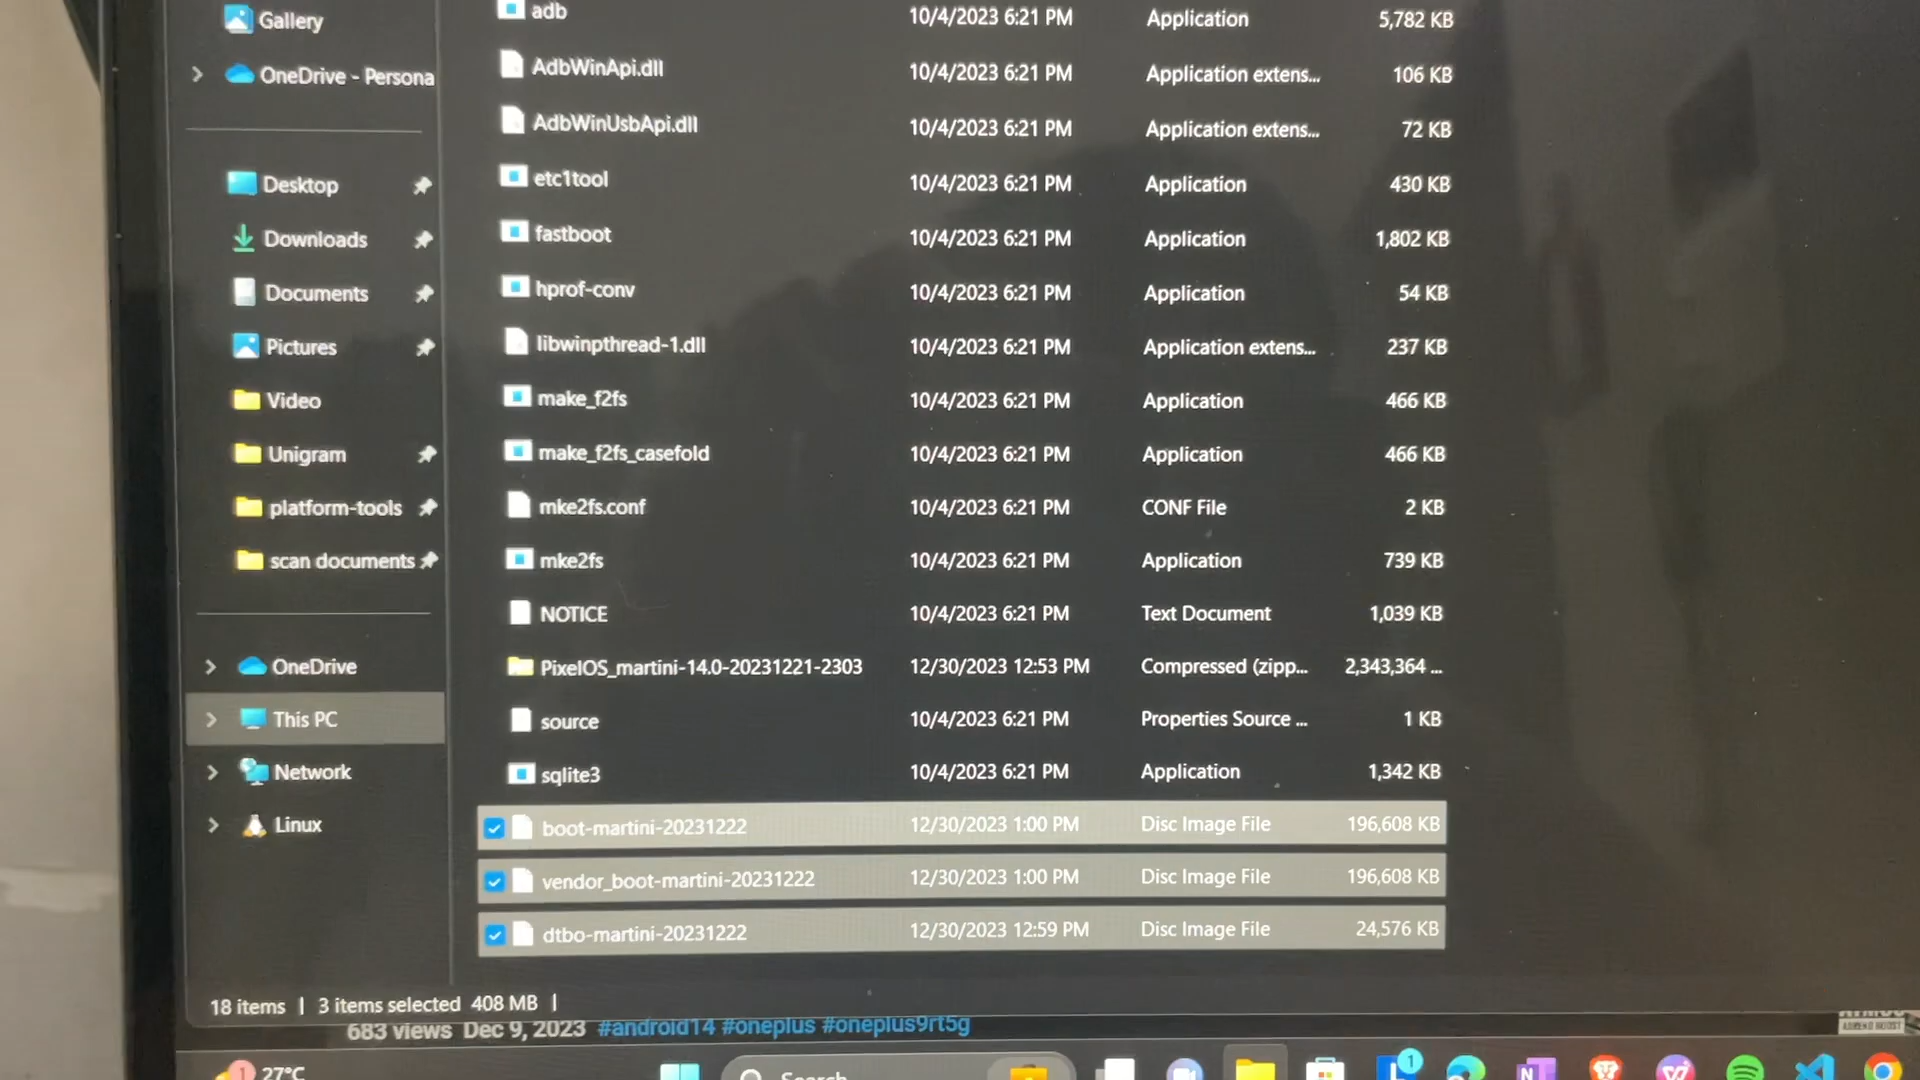 Gallery
OneDrive - Persona
Desktop
Downloads
Documents
Pictures
Video
Unigram
platform-tools
scan documents
OneDrive
This PC
Network
Linux
adb 10/4/2023 6:21 PM Application 5,782 KB
AdbWinApi.dll 10/4/2023 6:21 PM Application extens... 106 KB
AdbWinUsbApi.dll 10/4/2023 6:21 PM Application extens... 72 KB
etc1tool 10/4/2023 6:21 PM Application 430 KB
fastboot 10/4/2023 6:21 PM Application 1,802 KB
hprof-conv 10/4/2023 6:21 PM Application 54 KB
libwinpthread-1.dll 10/4/2023 6:21 PM Application extens... 237 KB
make_f2fs 10/4/2023 6:21 PM Application 466 KB
make_f2fs_casefold 10/4/2023 6:21 PM Application 466 KB
mke2fs.conf 10/4/2023 6:21 PM CONF File 2 KB
mke2fs 10/4/2023 6:21 PM Application 739 KB
NOTICE 10/4/2023 6:21 PM Text Document 1,039 KB
PixelOS_martini-14.0-20231221-2303 12/30/2023 12:53 PM Compressed (zipp... 2,343,364 ...
source 10/4/2023 6:21 PM Properties Source ... 1 KB
sqlite3 10/4/2023 6:21 PM Application 1,342 KB
boot-martini-20231222 12/30/2023 1:00 PM Disc Image File 196,608 KB
vendor_boot-martini-20231222 12/30/2023 1:00 PM Disc Image File 196,608 KB
dtbo-martini-20231222 12/30/2023 12:59 PM Disc Image File 24,576 KB
18 items | 3 items selected 408 MB |
683 views Dec 9, 2023 #android14 #oneplus #oneplus9rt5g
1 27°C Search 1